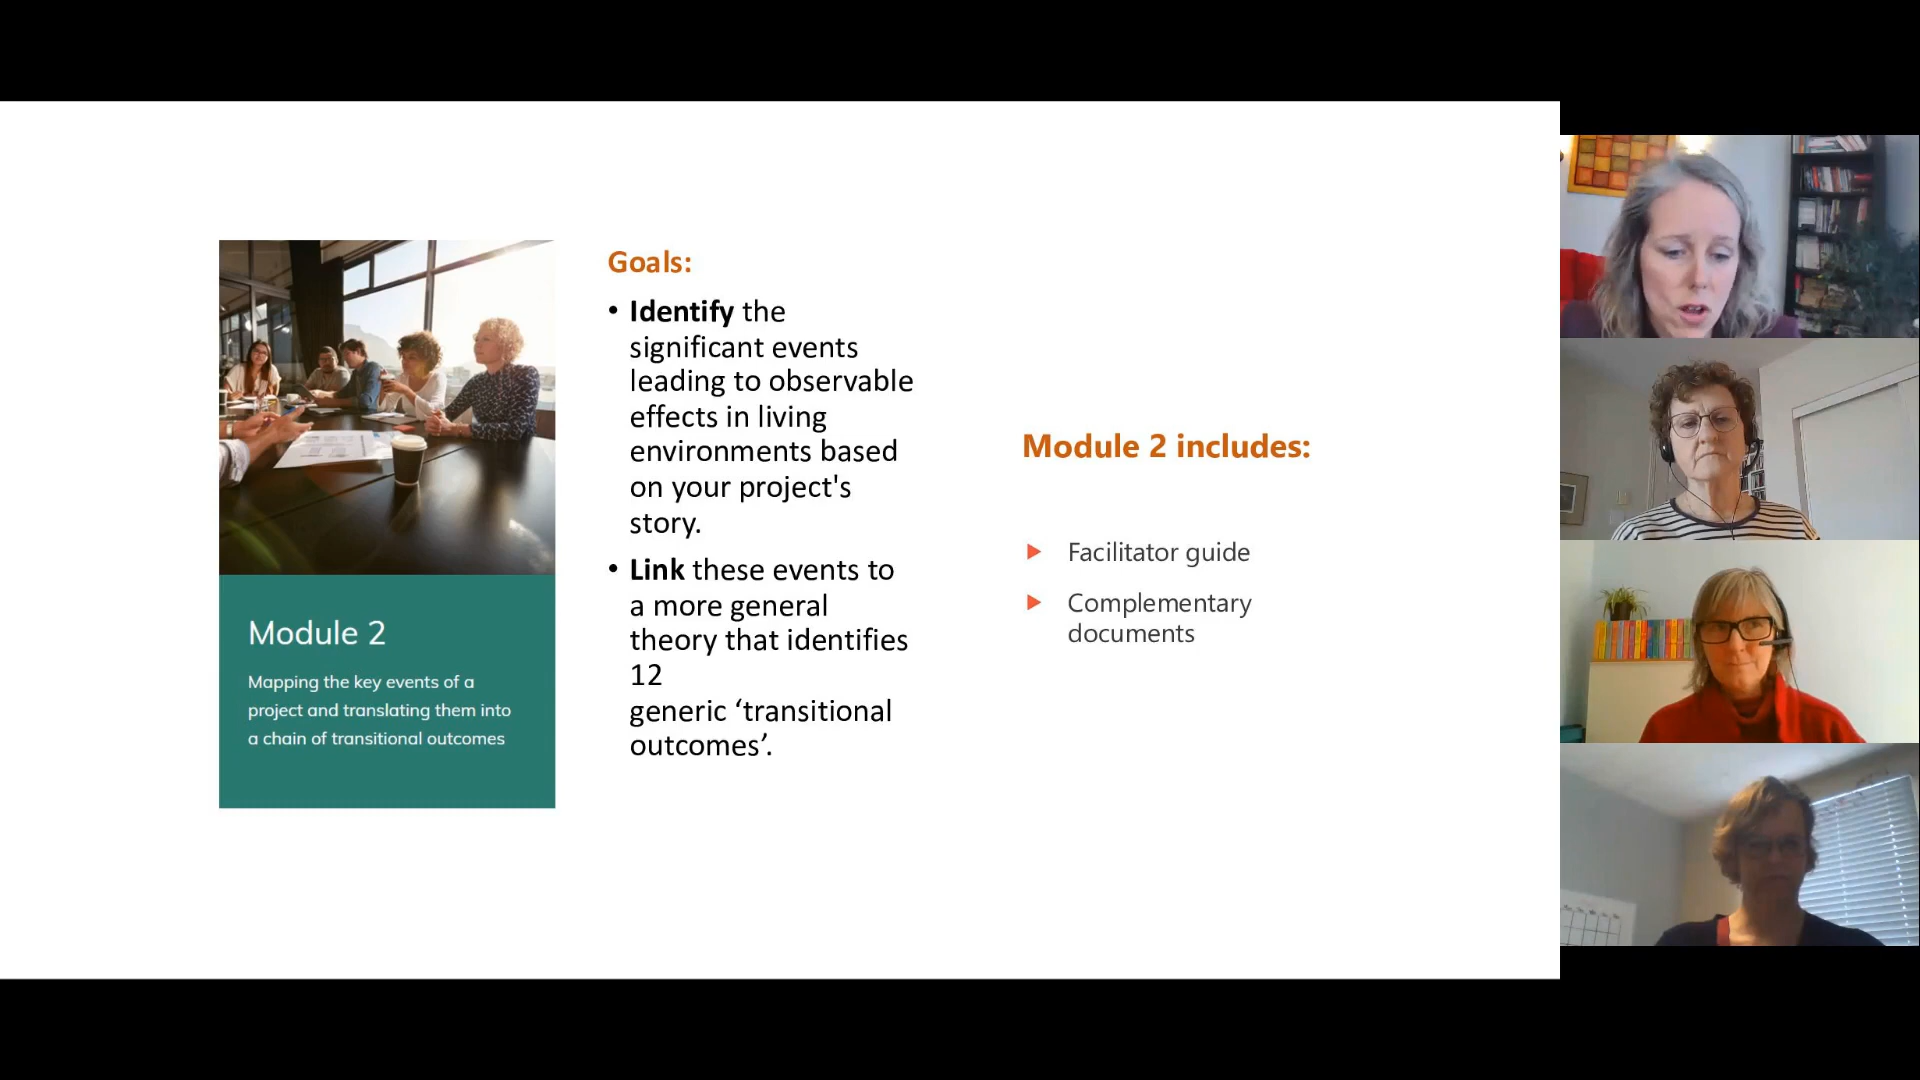 Module 2
Mapping the key events of a
project and translating them into
a chain of transitional outcomes
Goals:
• Identify the
significant events
leading to observable
effects in living
environments based
on your project's
story.
• Link these events to
a more general
theory that identifies
12
generic ‘transitional
outcomes’.
Module 2 includes:
Facilitator guide
Complementary
documents